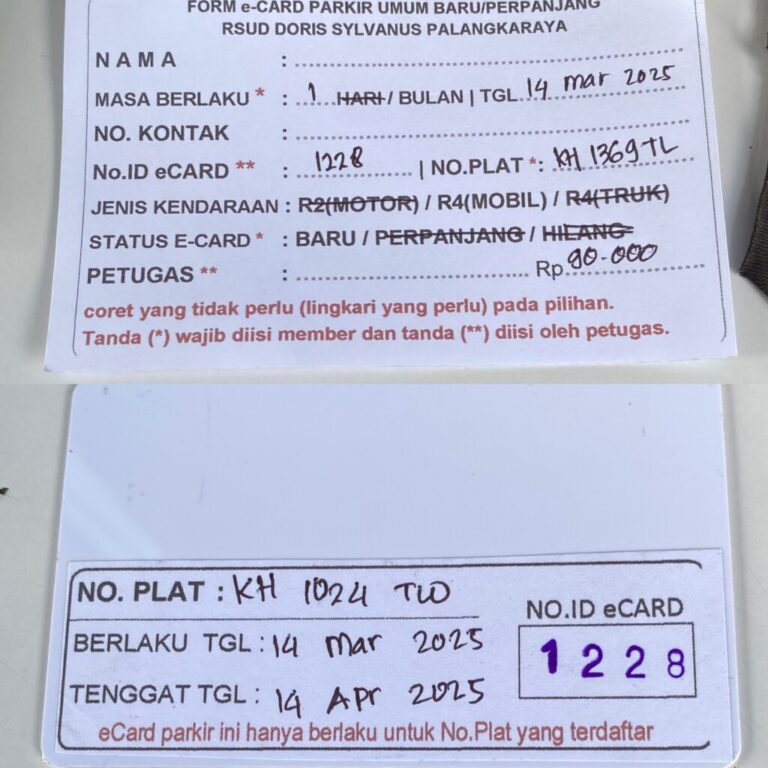 FORM e-CARD PARKIR UMUM BARU/PERPANJANG
RSUD DORIS SYLVANUS PALANGKARAYA
N A M A :
MASA BERLAKU * : 1 HARI / BULAN | TGL 14 Mar 2025
NO. KONTAK :
No.ID eCARD ** : 1228 | NO.PLAT *: KH 1369 TL
JENIS KENDARAAN : R2(MOTOR) / R4(MOBIL) / R4(TRUK)
STATUS E-CARD * : BARU / PERPANJANG / HILANG
PETUGAS ** : Rp. 90.000
coret yang tidak perlu (lingkari yang perlu) pada pilihan.
Tanda (*) wajib diisi member dan tanda (**) diisi oleh petugas.
NO. PLAT : KH 1024 TW
BERLAKU TGL : 14 Mar 2025
TENGGAT TGL : 14 Apr 2025
NO.ID eCARD
1228
eCard parkir ini hanya berlaku untuk No.Plat yang terdaftar